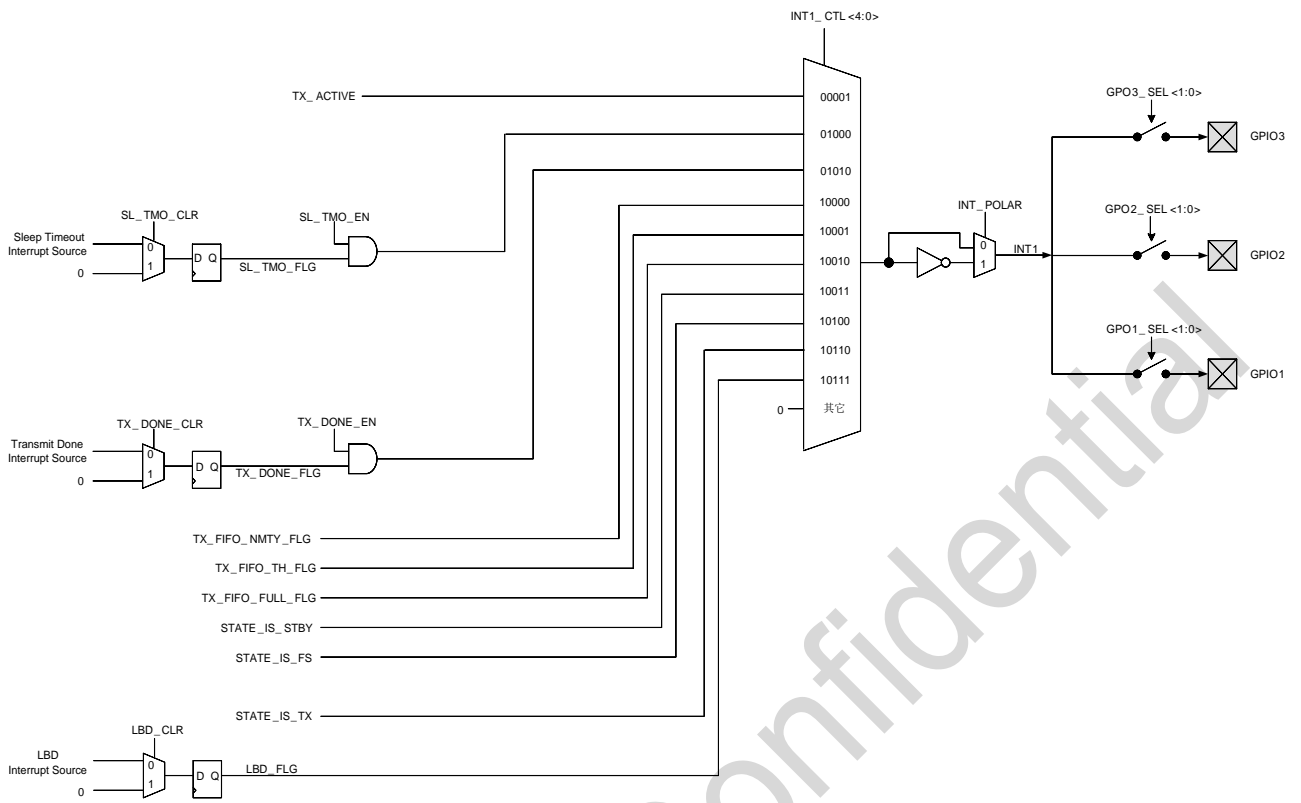 INT1_CTL<4:0>
TX_ACTIVE
00001
GPO3_SEL<1:0>
GPIO3
01000
01010
SL_TMO_CLR
SL_TMO_EN
Sleep Timeout
Interrupt Source
0
1
0
D Q
SL_TMO_FLG
10000
10001
10010
10011
10100
10110
10111
0
其它
INT_POLAR
0
1
INT1
GPO2_SEL<1:0>
GPIO2
GPO1_SEL<1:0>
GPIO1
TX_DONE_CLR
TX_DONE_EN
Transmit Done
Interrupt Source
0
1
0
D Q
TX_DONE_FLG
TX_FIFO_NMTY_FLG
TX_FIFO_TH_FLG
TX_FIFO_FULL_FLG
STATE_IS_STBY
STATE_IS_FS
STATE_IS_TX
LBD_CLR
LBD
Interrupt Source
0
1
0
D Q
LBD_FLG
Confidential